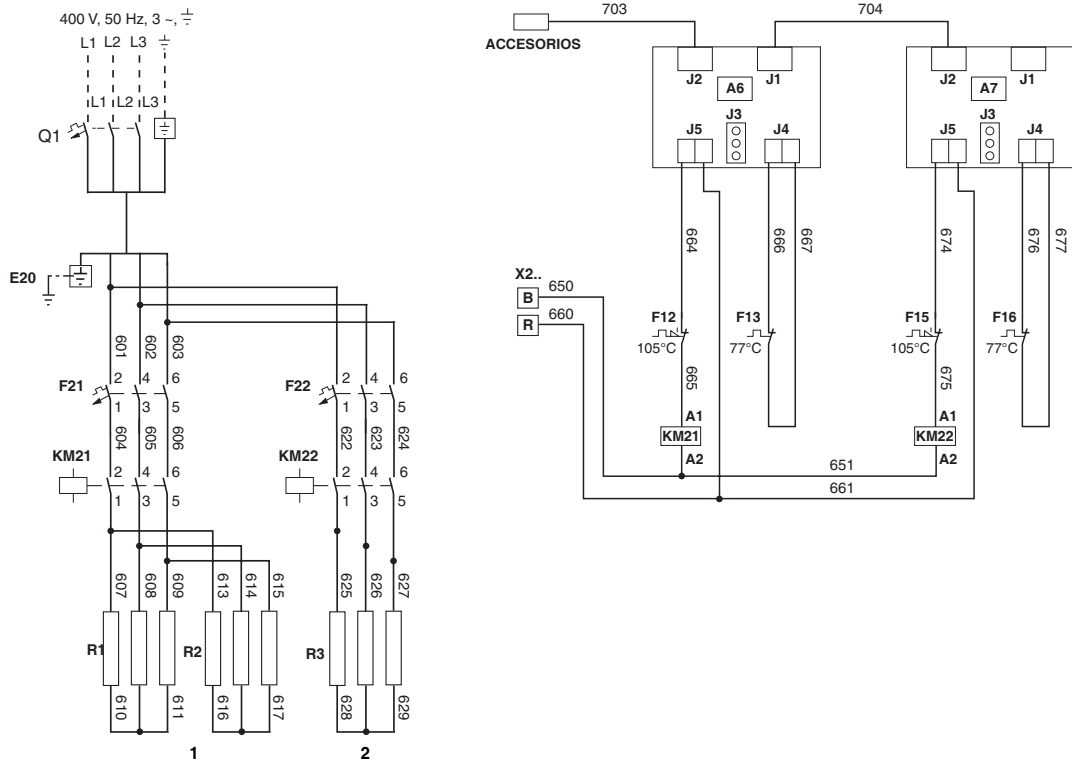 400 V, 50 Hz, 3 ~,
L1 L2 L3
L1 L2 L3
Q1
E20
601 602 603
F21
2 4 6
1 3 5
604 605 606
KM21
2 4 6
1 3 5
607 608 609 613 614 615
R1 R2
610 611 616 617
1
F22
2 4 6
1 3 5
622 623 624
KM22
2 4 6
1 3 5
625 626 627
R3
628 629
2
703 704
ACCESORIOS
J2 J1
A6
J3
J5 J4
J2 J1
A7
J3
J5 J4
664 666 667
674 676 677
X2..
B 650
R 660
F12 F13
105°C 77°C
665
A1
KM21
A2
F15 F16
105°C 77°C
675
A1
KM22
A2
651
661